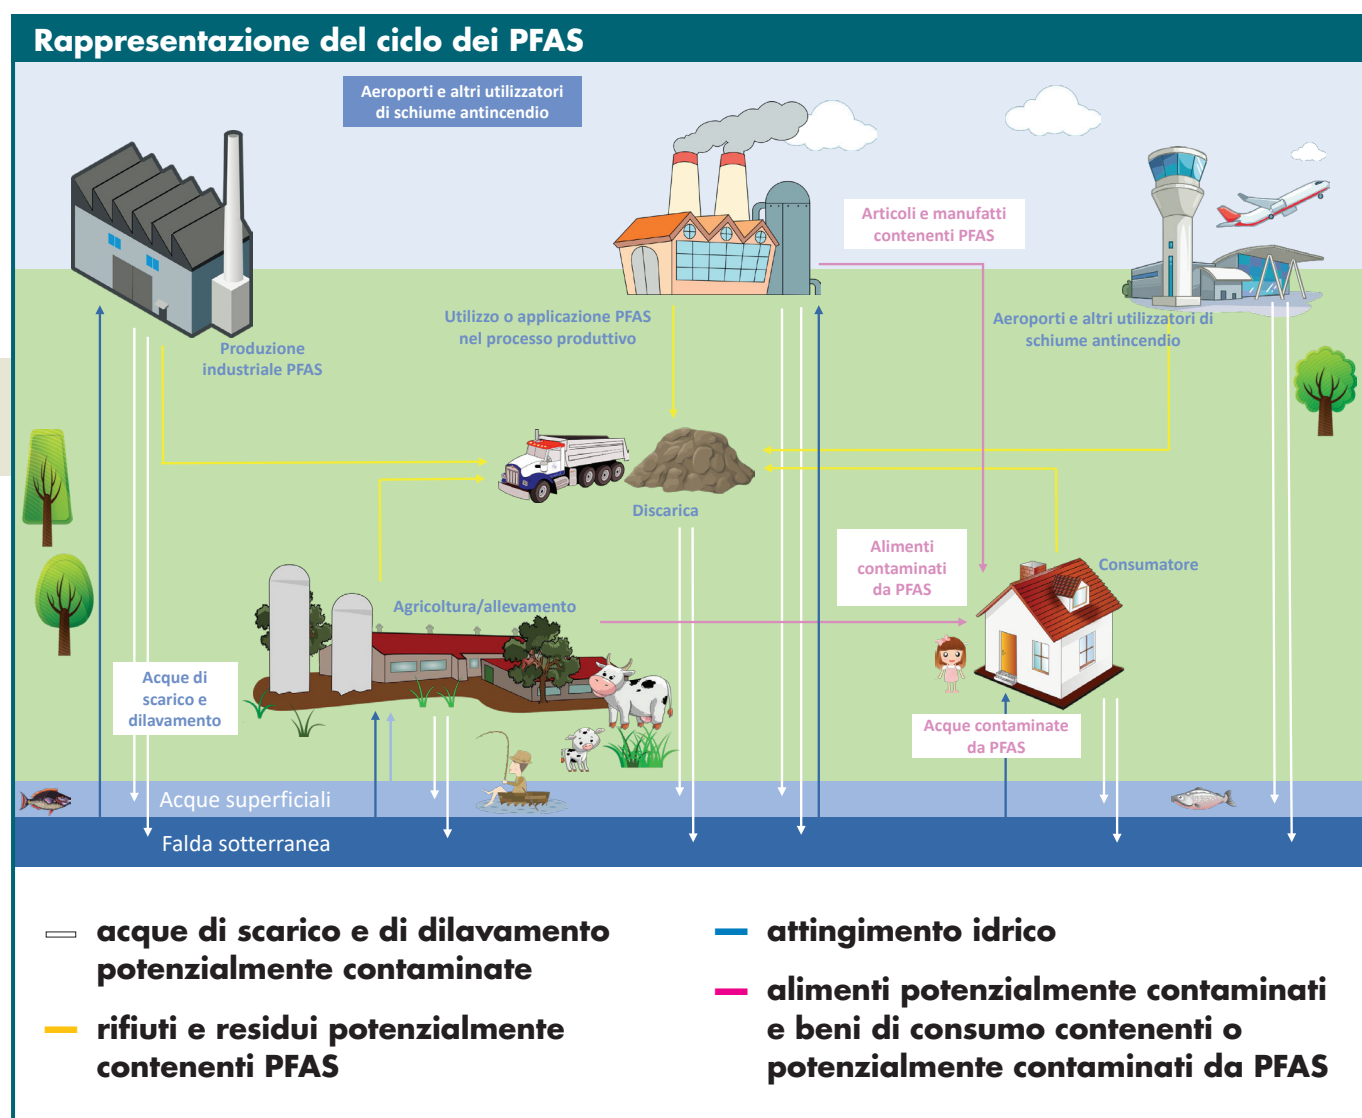 Rappresentazione del ciclo dei PFAS
Aeroporti e altri utilizzatori
di schiume antincendio
Articoli e manufatti
contenenti PFAS
Utilizzo o applicazione PFAS
nel processo produttivo
Aeroporti e altri utilizzatori di
schiume antincendio
Produzione
industriale PFAS
Discarica
Alimenti
contaminati
da PFAS
Consumatore
Agricoltura/allevamento
Acque di
scarico e
dilavamento
Acque contaminate
da PFAS
Acque superficiali
Falda sotterranea
acque di scarico e di dilavamento
potenzialmente contaminate
rifiuti e residui potenzialmente
contenenti PFAS
attingimento idrico
alimenti potenzialmente contaminati
e beni di consumo contenenti o
potenzialmente contaminati da PFAS